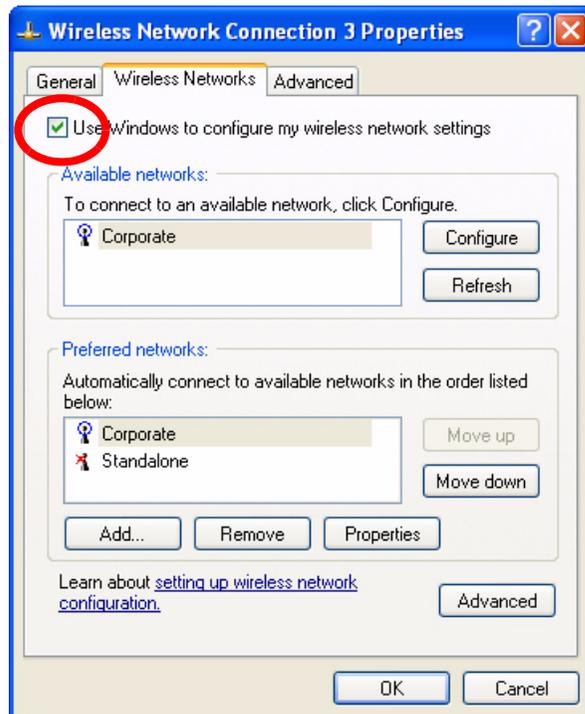 Wireless Network Connection 3 Properties
General
Wireless Networks
Advanced
Use Windows to configure my wireless network settings
Available networks:
To connect to an available network, click Configure.
Corporate
Configure
Refresh
Preferred networks:
Automatically connect to available networks in the order listed
below:
Corporate
Standalone
Move up
Move down
Add...
Remove
Properties
Learn about setting up wireless network
configuration.
Advanced
OK
Cancel